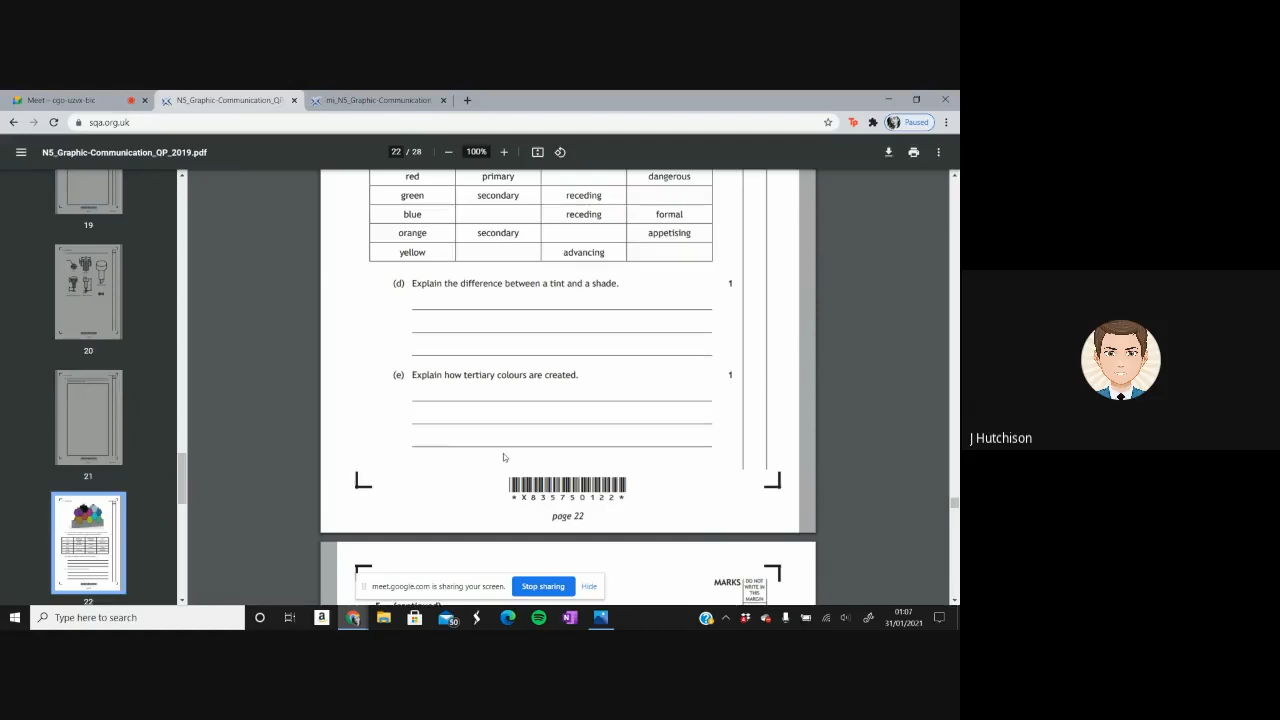 Meet – cgo-uzvx-bic
N5_Graphic-Communication_QP
mi_N5_Graphic-Communication
sqa.org.uk
Paused
N5_Graphic-Communication_QP_2019.pdf
22 / 28
100%
red primary dangerous
green secondary receding
blue receding formal
orange secondary appetising
yellow advancing
19
(d) Explain the difference between a tint and a shade. 1
20
(e) Explain how tertiary colours are created. 1
J Hutchison
21
*X835750122*
page 22
MARKS
DO NOT
WRITE IN
THIS
MARGIN
meet.google.com is sharing your screen. Stop sharing Hide
22
Type here to search
50
01:07
31/01/2021